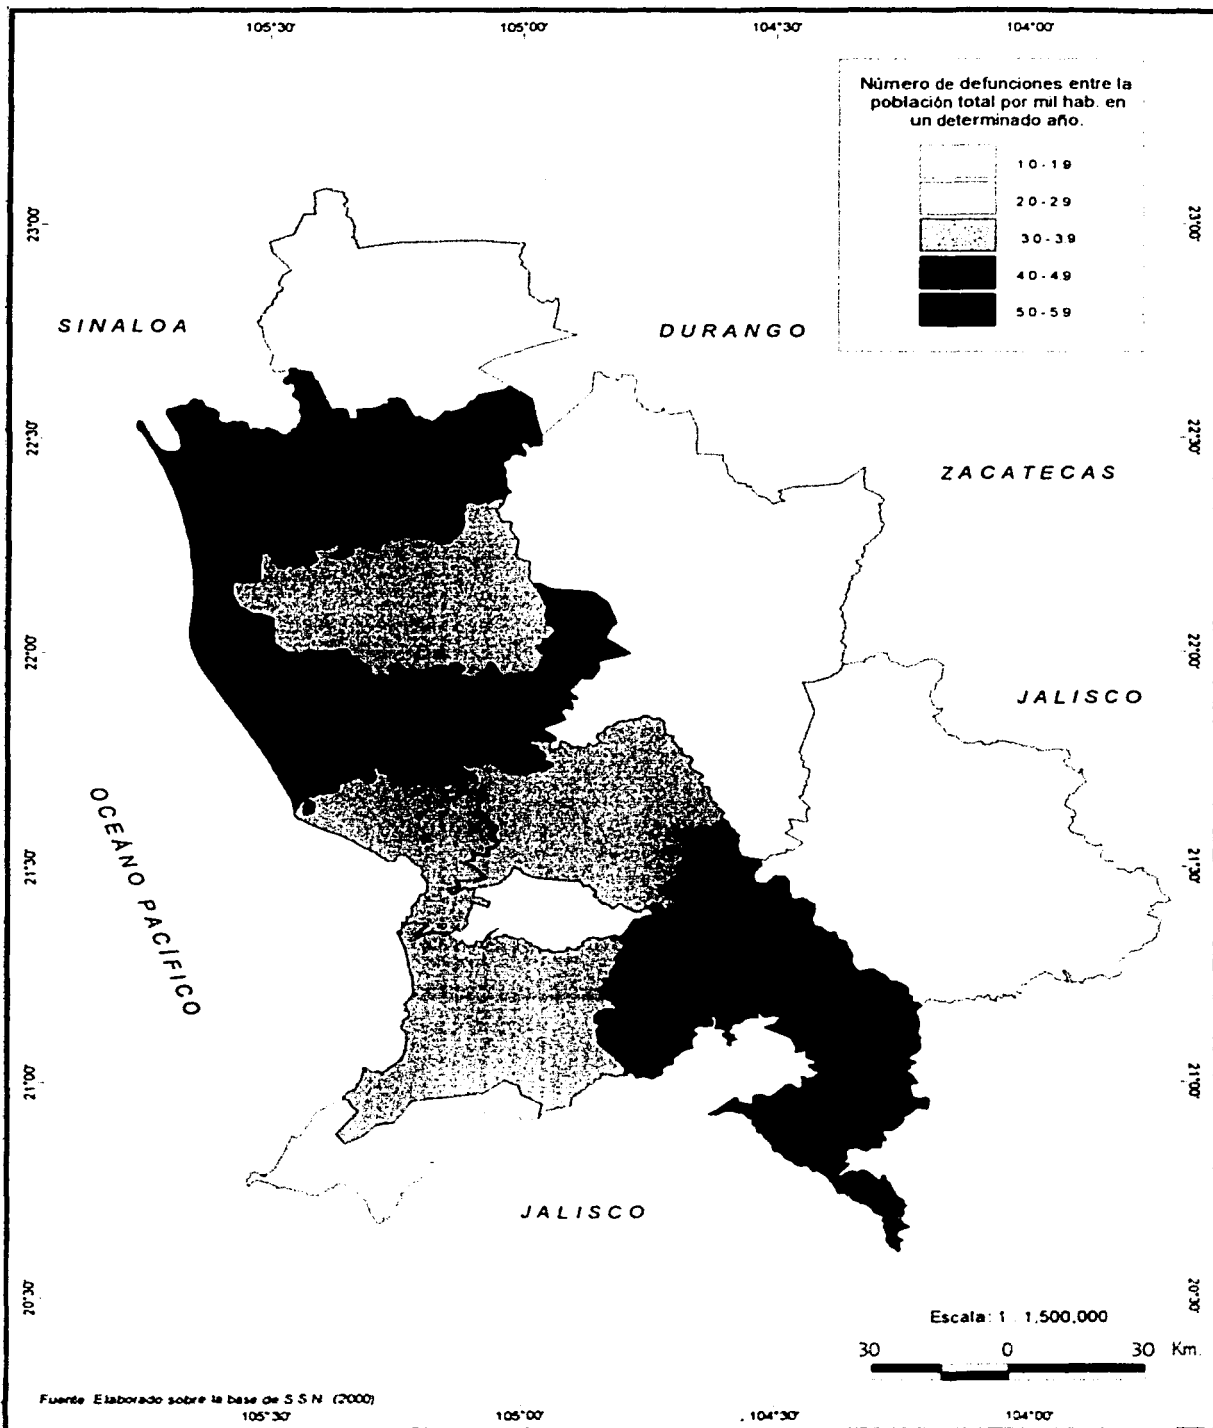 105°30' 105°00' 104°30' 104°00'
Número de defunciones entre la
población total por mil hab. en
un determinado año.
10-19
20-29
30-39
40-49
50-59
23°00' 23°00'
SINALOA
DURANGO
22°30' 22°30'
ZACATECAS
22°00' 22°00'
JALISCO
OCEÁNO PACÍFICO
21°30' 21°30'
21°00' 21°00'
JALISCO
20°30' 20°30'
Escala: 1 1,500,000
30 0 30 Km.
Fuente Elaborado sobre la base de S S N (2000)
105°30' 105°00' 104°30' 104°00'